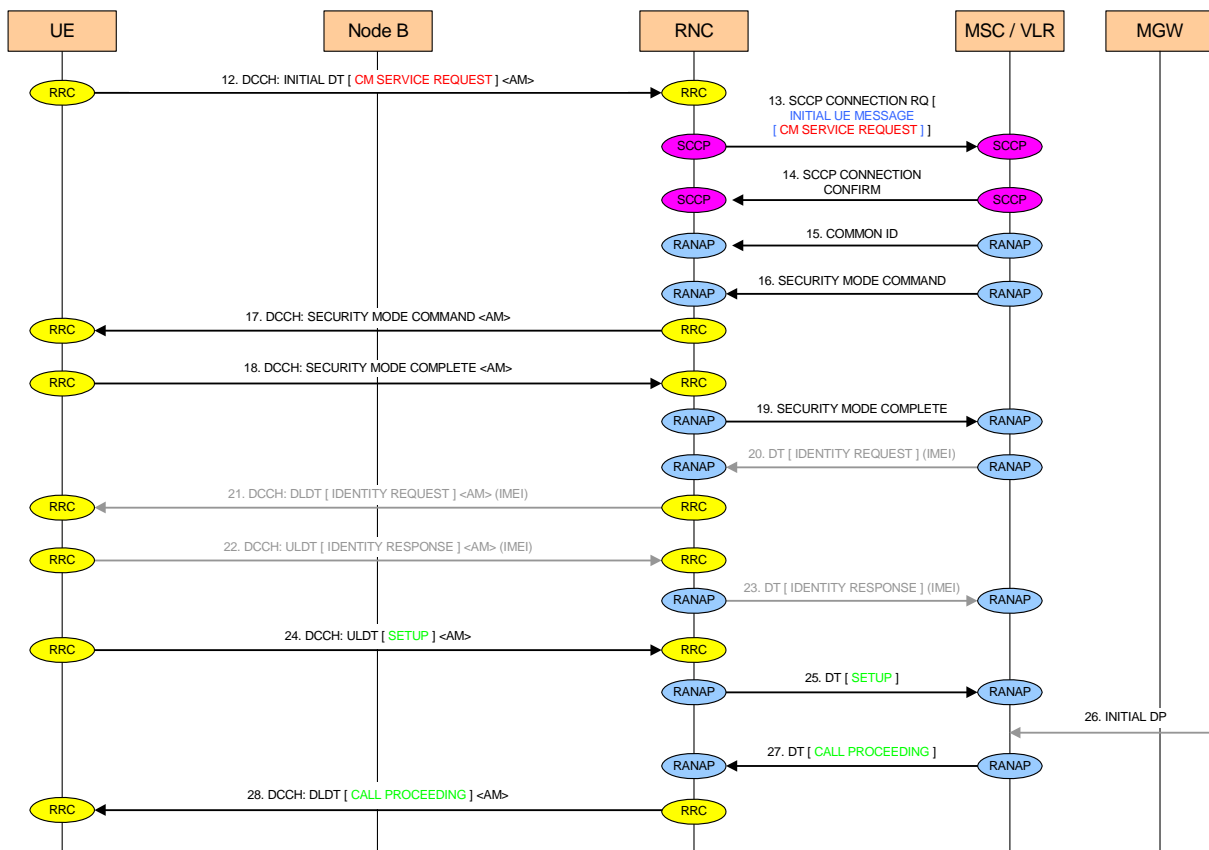 UE
Node B
RNC
MSC / VLR
MGW
12. DCCH: INITIAL DT [ CM SERVICE REQUEST ] <AM>
RRC
RRC
13. SCCP CONNECTION RQ [
INITIAL UE MESSAGE
[ CM SERVICE REQUEST ] ]
SCCP
SCCP
14. SCCP CONNECTION
CONFIRM
SCCP
SCCP
15. COMMON ID
RANAP
RANAP
16. SECURITY MODE COMMAND
RANAP
RANAP
17. DCCH: SECURITY MODE COMMAND <AM>
RRC
RRC
18. DCCH: SECURITY MODE COMPLETE <AM>
RRC
RRC
19. SECURITY MODE COMPLETE
RANAP
RANAP
20. DT [ IDENTITY REQUEST ] (IMEI)
RANAP
RANAP
21. DCCH: DLDT [ IDENTITY REQUEST ] <AM> (IMEI)
RRC
RRC
22. DCCH: ULDT [ IDENTITY RESPONSE ] <AM> (IMEI)
RRC
RRC
23. DT [ IDENTITY RESPONSE ] (IMEI)
RANAP
RANAP
24. DCCH: ULDT [ SETUP ] <AM>
RRC
RRC
25. DT [ SETUP ]
RANAP
RANAP
26. INITIAL DP
27. DT [ CALL PROCEEDING ]
RANAP
RANAP
28. DCCH: DLDT [ CALL PROCEEDING ] <AM>
RRC
RRC